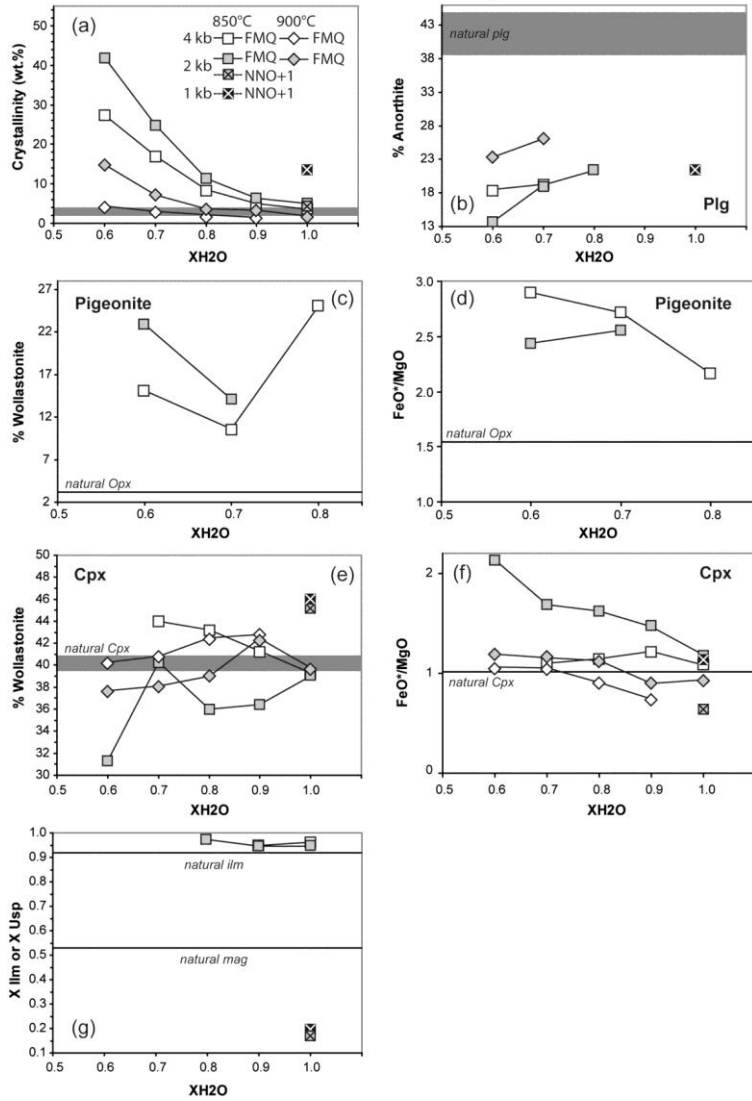 (a)
850°C 900°C
4 kb FMQ FMQ
2 kb FMQ FMQ
NNO+1
1 kb NNO+1
Crystallinity (wt.%)
50
40
30
20
10
0
0.5 0.6 0.7 0.8 0.9 1.0
XH2O
natural plg
% Anorthite
43
38
33
28
23
18
13
(b)
Plg
0.5 0.6 0.7 0.8 0.9 1.0
XH2O
Pigeonite
(c)
% Wollastonite
27
22
17
12
7
2
natural Opx
0.5 0.6 0.7 0.8
XH2O
(d)
Pigeonite
FeO*/MgO
3.0
2.5
2.0
1.5
1.0
natural Opx
0.5 0.6 0.7 0.8
XH2O
Cpx
(e)
% Wollastonite
50
48
46
44
42
40
38
36
34
32
30
natural Cpx
0.5 0.6 0.7 0.8 0.9 1.0
XH2O
(f)
Cpx
FeO*/MgO
2
1
0
natural Cpx
0.5 0.6 0.7 0.8 0.9 1.0
XH2O
X Ilm or X Usp
1.0
0.9
0.8
0.7
0.6
0.5
0.4
0.3
0.2
0.1
natural ilm
natural mag
(g)
0.5 0.6 0.7 0.8 0.9 1.0
XH2O